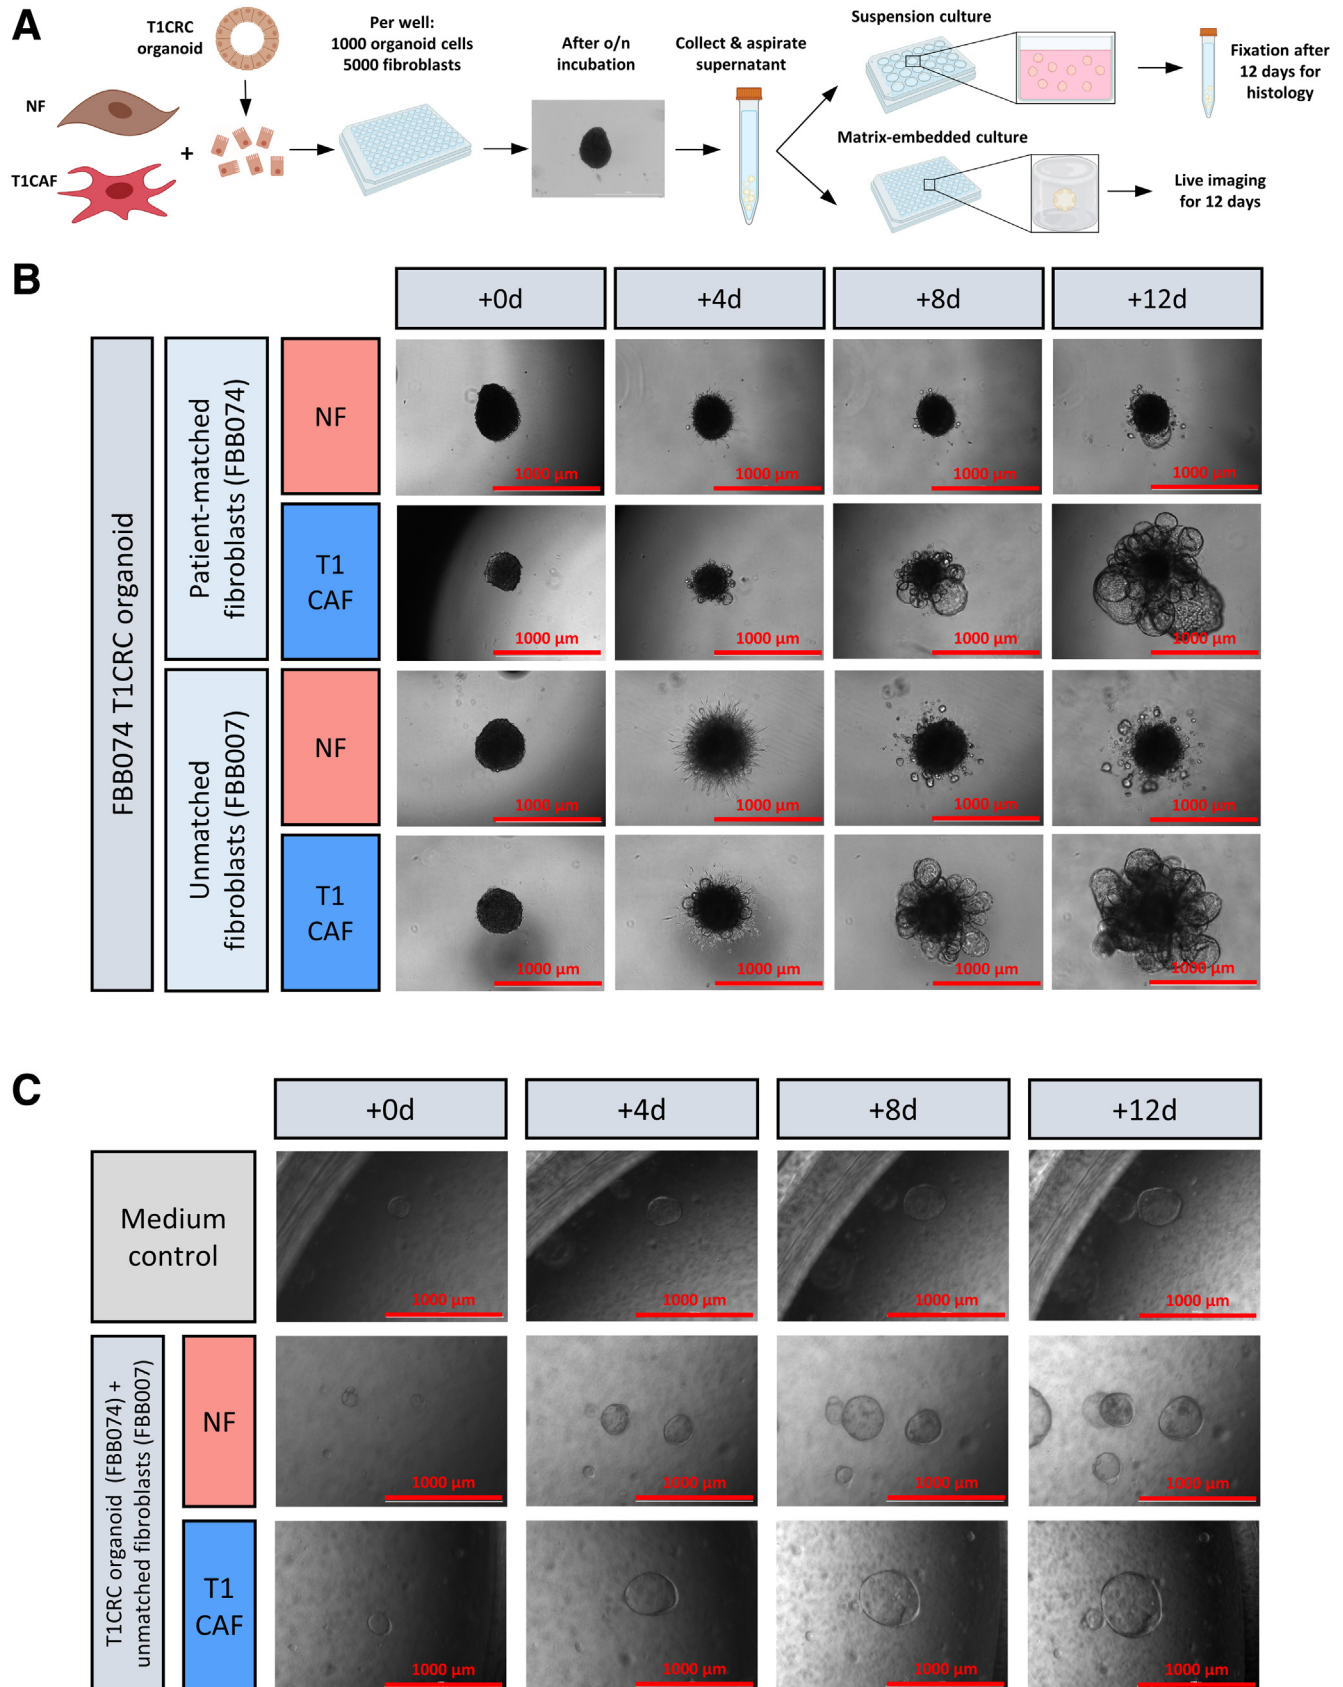 A
T1CRC
organoid
NF
T1CAF
+
Per well:
1000 organoid cells
5000 fibroblasts
After o/n
incubation
Collect & aspirate
supernatant
Suspension culture
Fixation after
12 days for
histology
Matrix-embedded culture
Live imaging
for 12 days
B
+0d
+4d
+8d
+12d
FBB074 T1CRC organoid
Patient-matched
fibroblasts (FBB074)
NF
1000 µm
1000 µm
1000 µm
1000 µm
T1
CAF
1000 µm
1000 µm
1000 µm
1000 µm
Unmatched
fibroblasts (FBB007)
NF
1000 µm
1000 µm
1000 µm
1000 µm
T1
CAF
1000 µm
1000 µm
1000 µm
1000 µm
C
+0d
+4d
+8d
+12d
Medium
control
1000 µm
1000 µm
1000 µm
1000 µm
T1CRC organoid (FBB074) +
unmatched fibroblasts (FBB007)
NF
1000 µm
1000 µm
1000 µm
1000 µm
T1
CAF
1000 µm
1000 µm
1000 µm
1000 µm